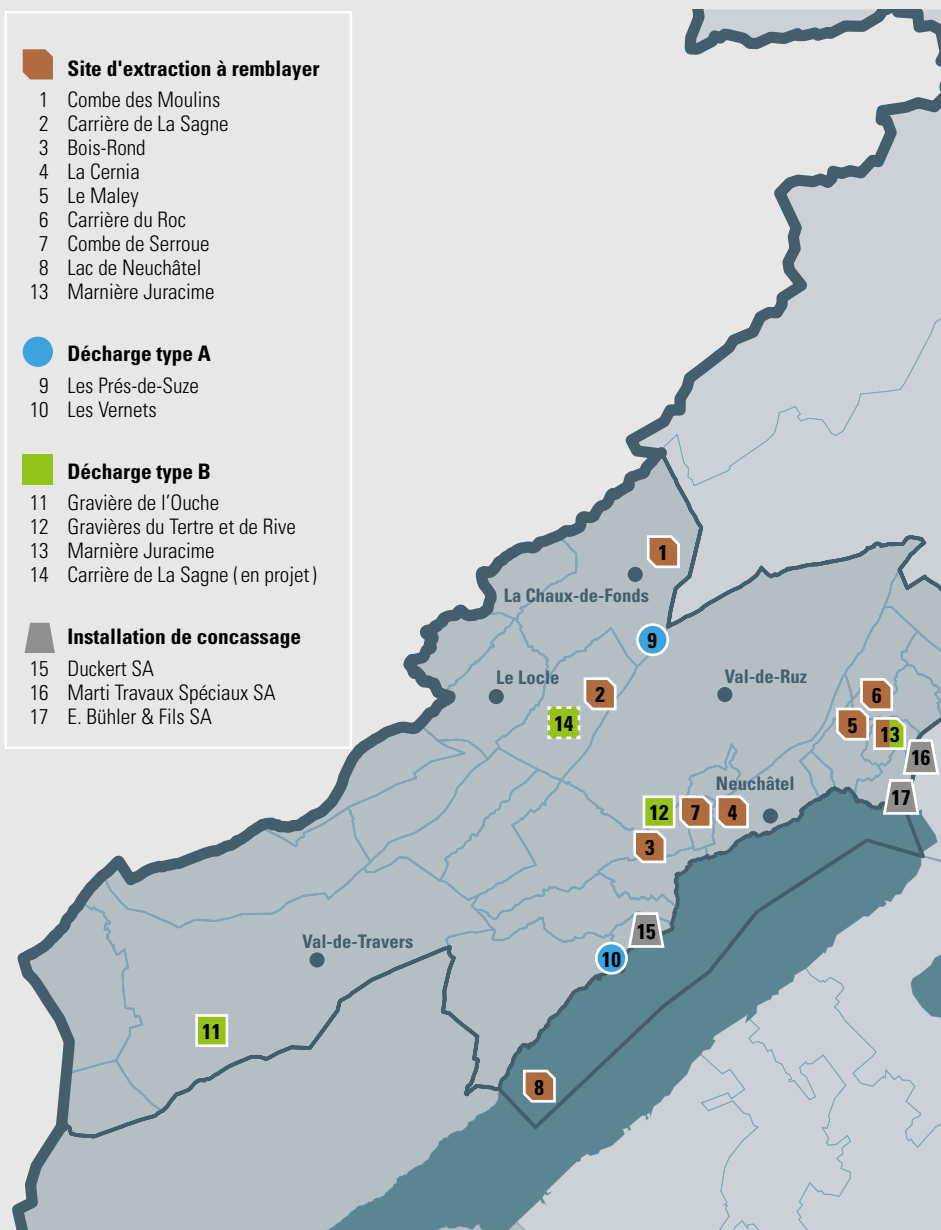 Site d'extraction à remblayer
1 Combe des Moulins
2 Carrière de La Sagne
3 Bois-Rond
4 La Cernia
5 Le Maley
6 Carrière du Roc
7 Combe de Serroue
8 Lac de Neuchâtel
13 Marnière Juracime
Décharge type A
9 Les Prés-de-Suze
10 Les Vernets
Décharge type B
11 Gravière de l'Ouche
12 Gravières du Tertre et de Rive
13 Marnière Juracime
14 Carrière de La Sagne (en projet)
Installation de concassage
15 Duckert SA
16 Marti Travaux Spéciaux SA
17 E. Bühler & Fils SA
1
La Chaux-de-Fonds
9
Le Locle
2
Val-de-Ruz
6
14
5
13
16
Neuchâtel
17
12
7
4
3
15
Val-de-Travers
10
11
8